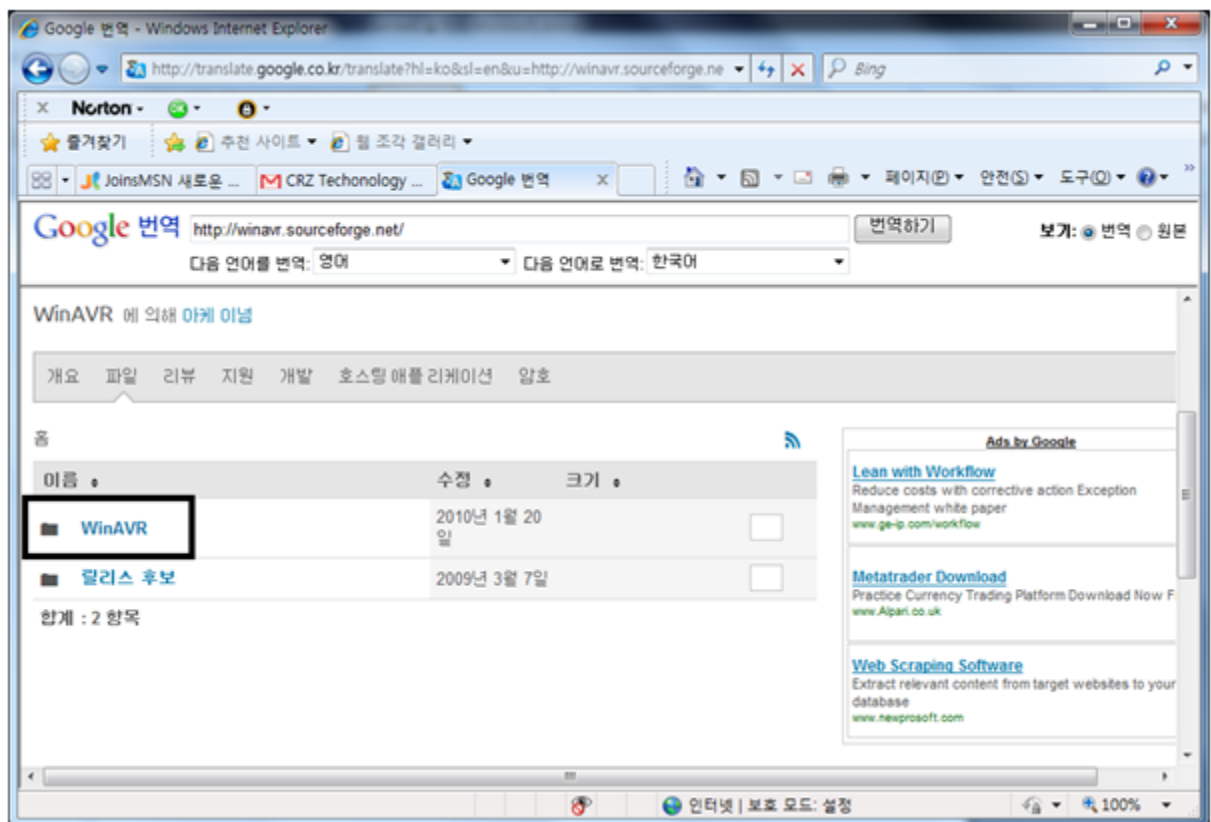 Google 번역 - Windows Internet Explorer
http://translate.google.co.kr/translate?hl=ko&sl=en&u=http://winavr.sourceforge.ne
Bing
Norton
즐겨찾기 추천 사이트 웹 조각 갤러리
JoinsMSN 새로운 ... CRZ Techonology ... Google 번역 x 페이지(P) 안전(S) 도구(O)
Google 번역 http://winavr.sourceforge.net/ 번역하기 보기: 번역 원본
다음 언어를 번역: 영어 다음 언어로 번역: 한국어
WinAVR 에 의해 아케 이넘
개요 파일 리뷰 지원 개발 호스팅 애플 리케이션 암호
홈
이름 수정 크기
WinAVR 2010년 1월 20
일
릴리스 후보 2009년 3월 7일
합계 : 2 항목
Ads by Google
Lean with Workflow
Reduce costs with corrective action Exception
Management white paper
www.ge-ip.com/workflow
Metatrader Download
Practice Currency Trading Platform Download Now F
www.Alpari.co.uk
Web Scraping Software
Extract relevant content from target websites to your
database
www.newprosoft.com
인터넷 | 보호 모드: 설정 100%